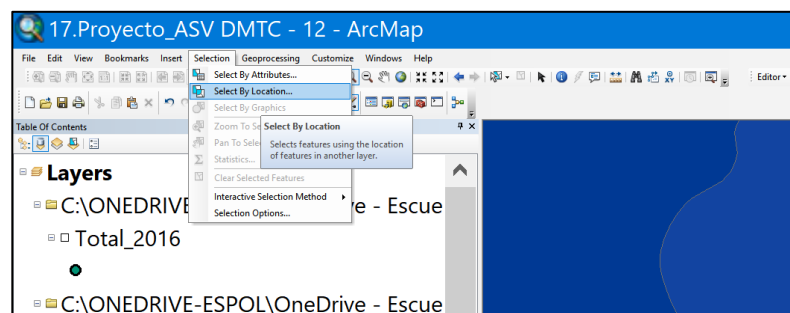 17.Proyecto_ASV DMTC - 12 - ArcMap
File Edit View Bookmarks Insert Selection Geoprocessing Customize Windows Help
Select By Attributes...
Select By Location...
Select By Graphics
Editor
Table Of Contents
Zoom To Se
Select By Location
Pan To Selec
Selects features using the location
of features in another layer.
Statistics...
Clear Selected Features
Interactive Selection Method
Selection Options...
Layers
C:\ONEDRIVE
ve - Escue
Total_2016
C:\ONEDRIVE-ESPOL\OneDrive - Escue